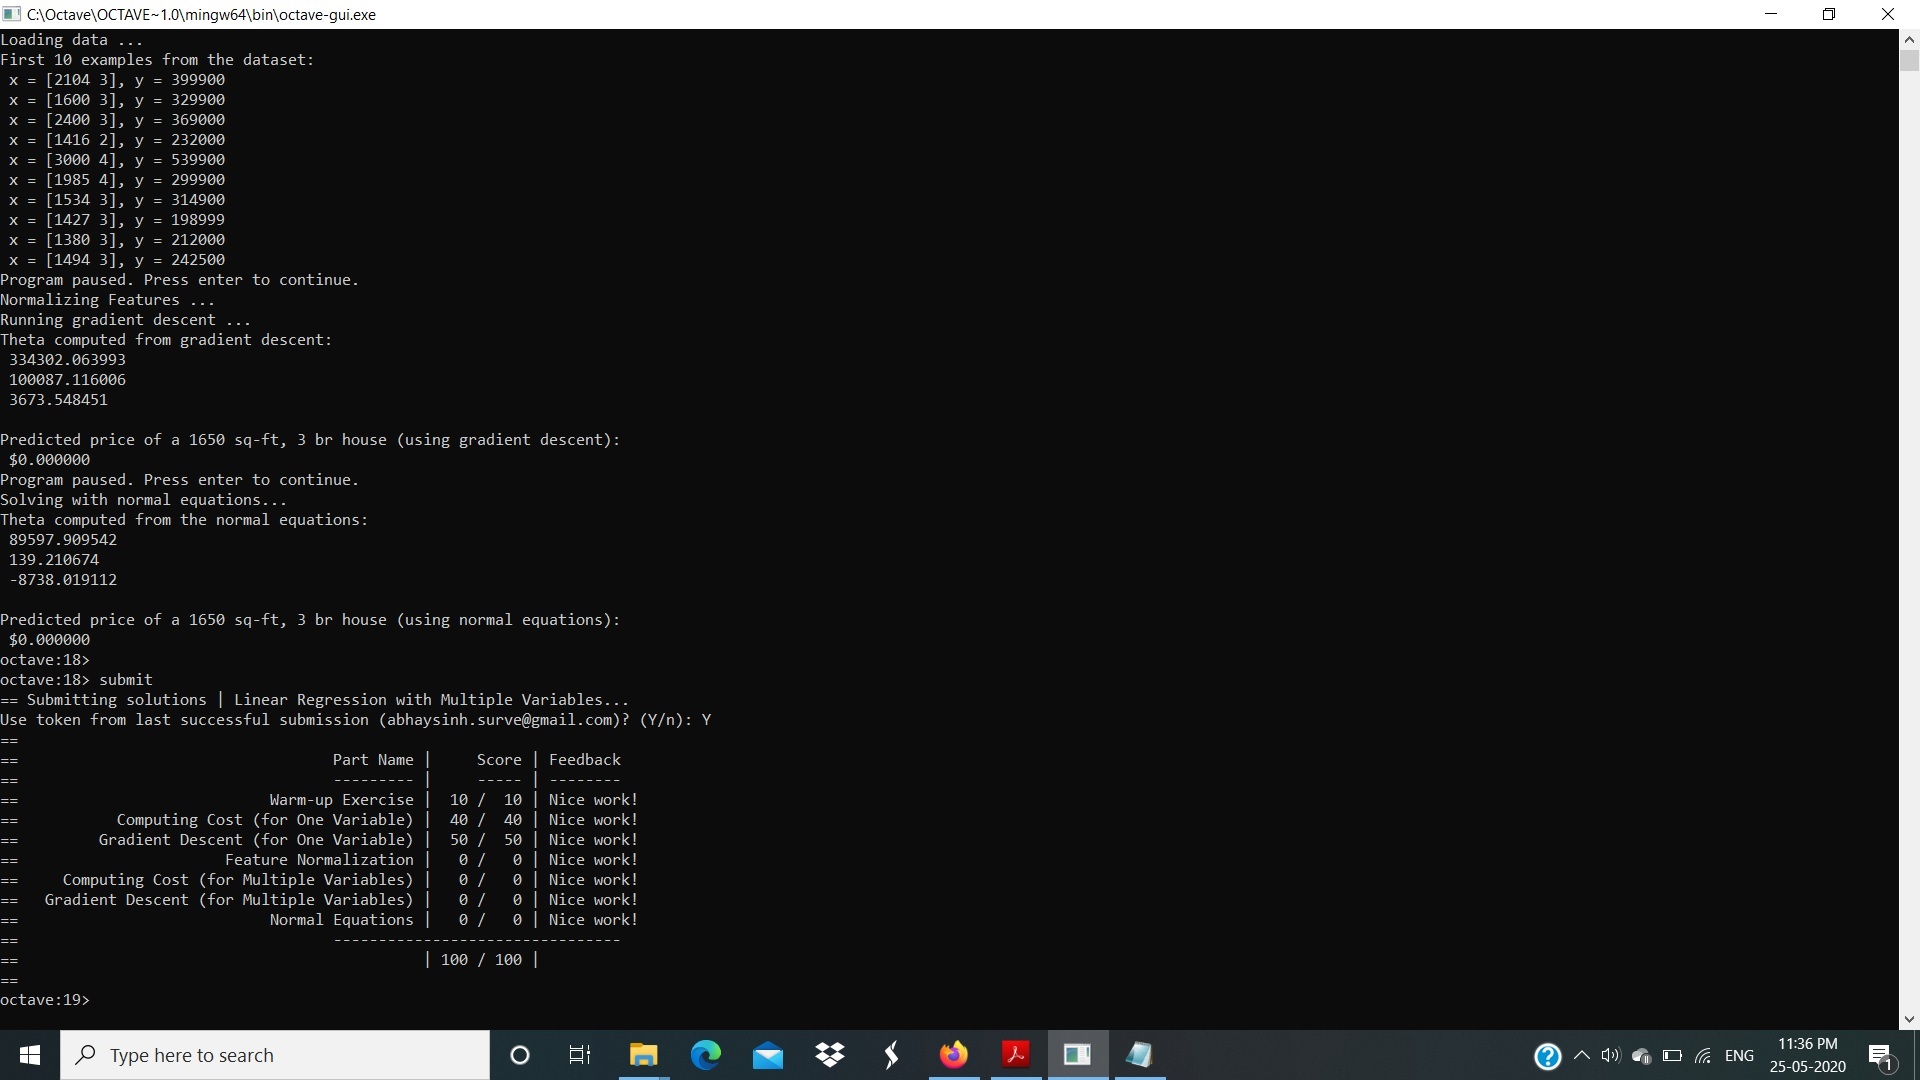 C:\Octave\OCTAVE~1.0\mingw64\bin\octave-gui.exe
Loading data ...
First 10 examples from the dataset:
 x = [2104 3], y = 399900
 x = [1600 3], y = 329900
 x = [2400 3], y = 369000
 x = [1416 2], y = 232000
 x = [3000 4], y = 539900
 x = [1985 4], y = 299900
 x = [1534 3], y = 314900
 x = [1427 3], y = 198999
 x = [1380 3], y = 212000
 x = [1494 3], y = 242500
Program paused. Press enter to continue.
Normalizing Features ...
Running gradient descent ...
Theta computed from gradient descent:
 334302.063993
 100087.116006
 3673.548451
Predicted price of a 1650 sq-ft, 3 br house (using gradient descent):
 $0.000000
Program paused. Press enter to continue.
Solving with normal equations...
Theta computed from the normal equations:
 89597.909542
 139.210674
 -8738.019112
Predicted price of a 1650 sq-ft, 3 br house (using normal equations):
 $0.000000
octave:18>
octave:18> submit
== Submitting solutions | Linear Regression with Multiple Variables...
Use token from last successful submission (abhaysinh.surve@gmail.com)? (Y/n): Y
==
== Part Name | Score | Feedback
== --------- | ----- | --------
== Warm-up Exercise | 10 / 10 | Nice work!
== Computing Cost (for One Variable) | 40 / 40 | Nice work!
== Gradient Descent (for One Variable) | 50 / 50 | Nice work!
== Feature Normalization | 0 / 0 | Nice work!
== Computing Cost (for Multiple Variables) | 0 / 0 | Nice work!
== Gradient Descent (for Multiple Variables) | 0 / 0 | Nice work!
== Normal Equations | 0 / 0 | Nice work!
== --------------------------------
== | 100 / 100 |
==
octave:19>
Type here to search
ENG
11:36 PM
25-05-2020
1